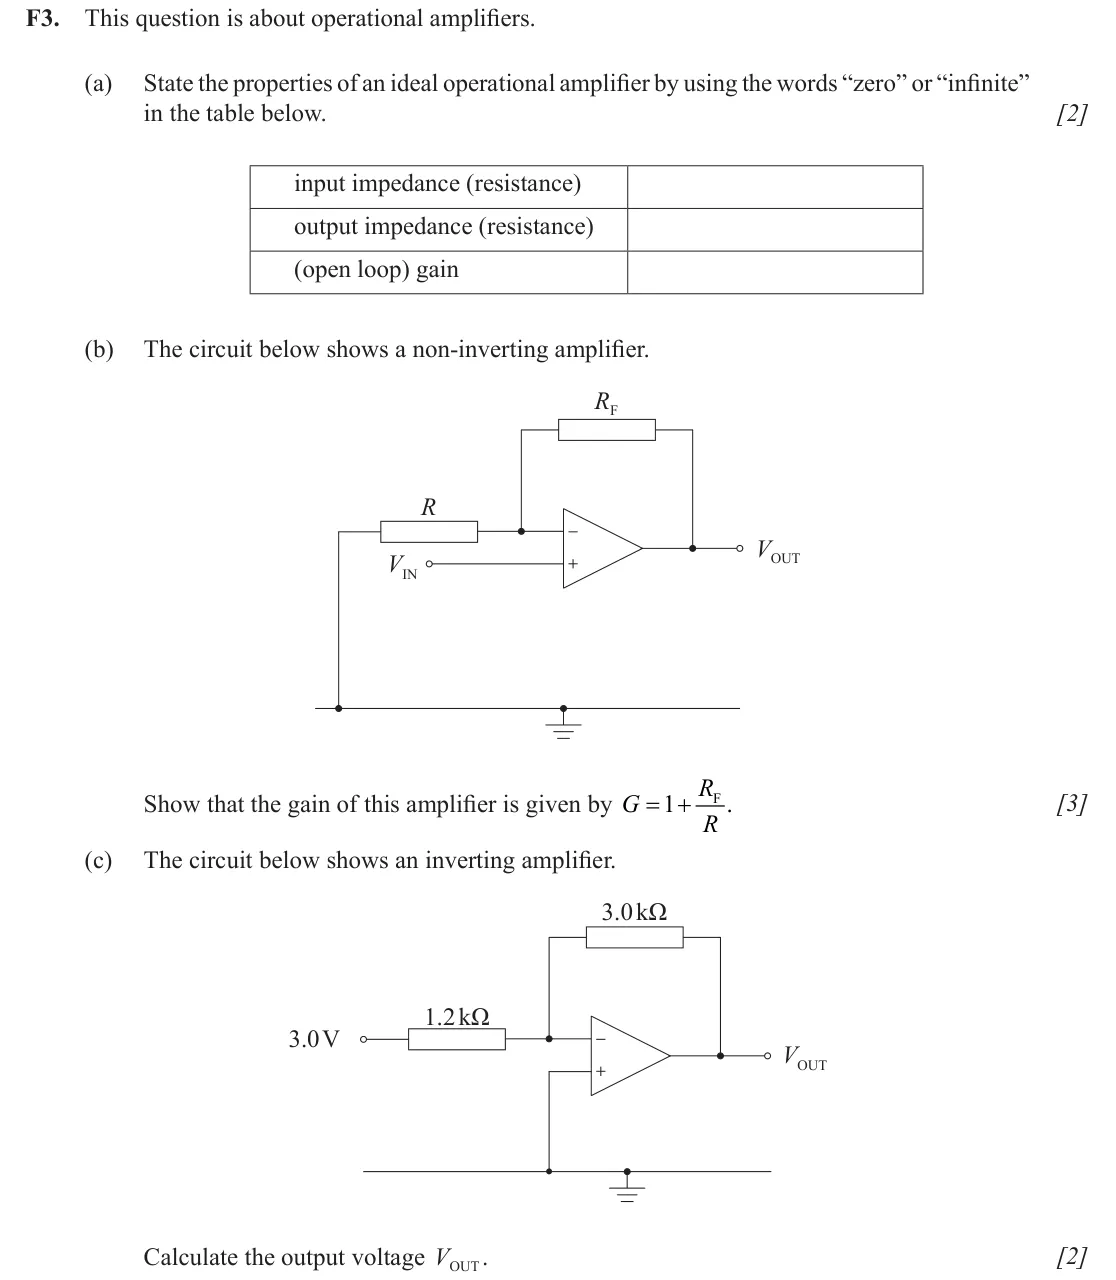 F3. This question is about operational amplifiers.
(a) State the properties of an ideal operational amplifier by using the words “zero” or “infinite”
in the table below. [2]
input impedance (resistance)
output impedance (resistance)
(open loop) gain
(b) The circuit below shows a non-inverting amplifier.
R_F
R
−
V_IN
+
V_OUT
Show that the gain of this amplifier is given by G = 1 + R_F/R. [3]
(c) The circuit below shows an inverting amplifier.
3.0 kΩ
1.2 kΩ
3.0 V
−
+
V_OUT
Calculate the output voltage V_OUT. [2]